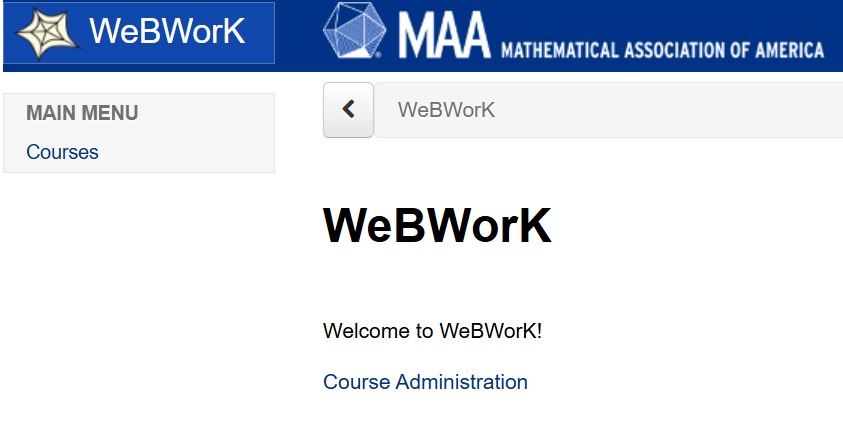 WeBWorK
MAA MATHEMATICAL ASSOCIATION OF AMERICA
MAIN MENU
Courses
WeBWorK
WeBWorK
Welcome to WeBWorK!
Course Administration